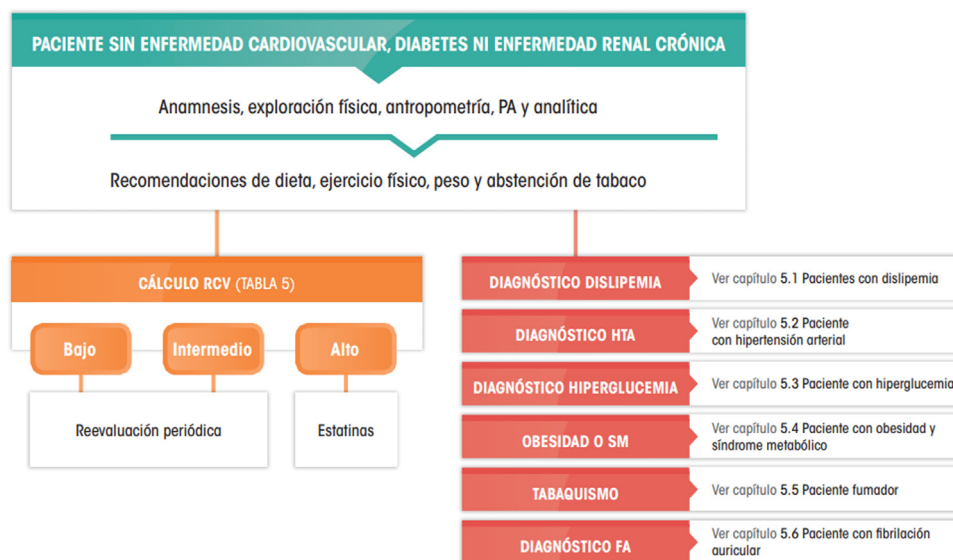 PACIENTE SIN ENFERMEDAD CARDIOVASCULAR, DIABETES NI ENFERMEDAD RENAL CRÓNICA
Anamnesis, exploración física, antropometría, PA y analítica
Recomendaciones de dieta, ejercicio físico, peso y abstención de tabaco
CÁLCULO RCV (TABLA 5)
Bajo
Intermedio
Alto
Reevaluación periódica
Estatinas
DIAGNÓSTICO DISLIPEMIA
Ver capítulo 5.1 Pacientes con dislipemia
DIAGNÓSTICO HTA
Ver capítulo 5.2 Paciente
con hipertensión arterial
DIAGNÓSTICO HIPERGLUCEMIA
Ver capítulo 5.3 Paciente con hiperglucemia
OBESIDAD O SM
Ver capítulo 5.4 Paciente con obesidad y
síndrome metabólico
TABAQUISMO
Ver capítulo 5.5 Paciente fumador
DIAGNÓSTICO FA
Ver capítulo 5.6 Paciente con fibrilación
auricular